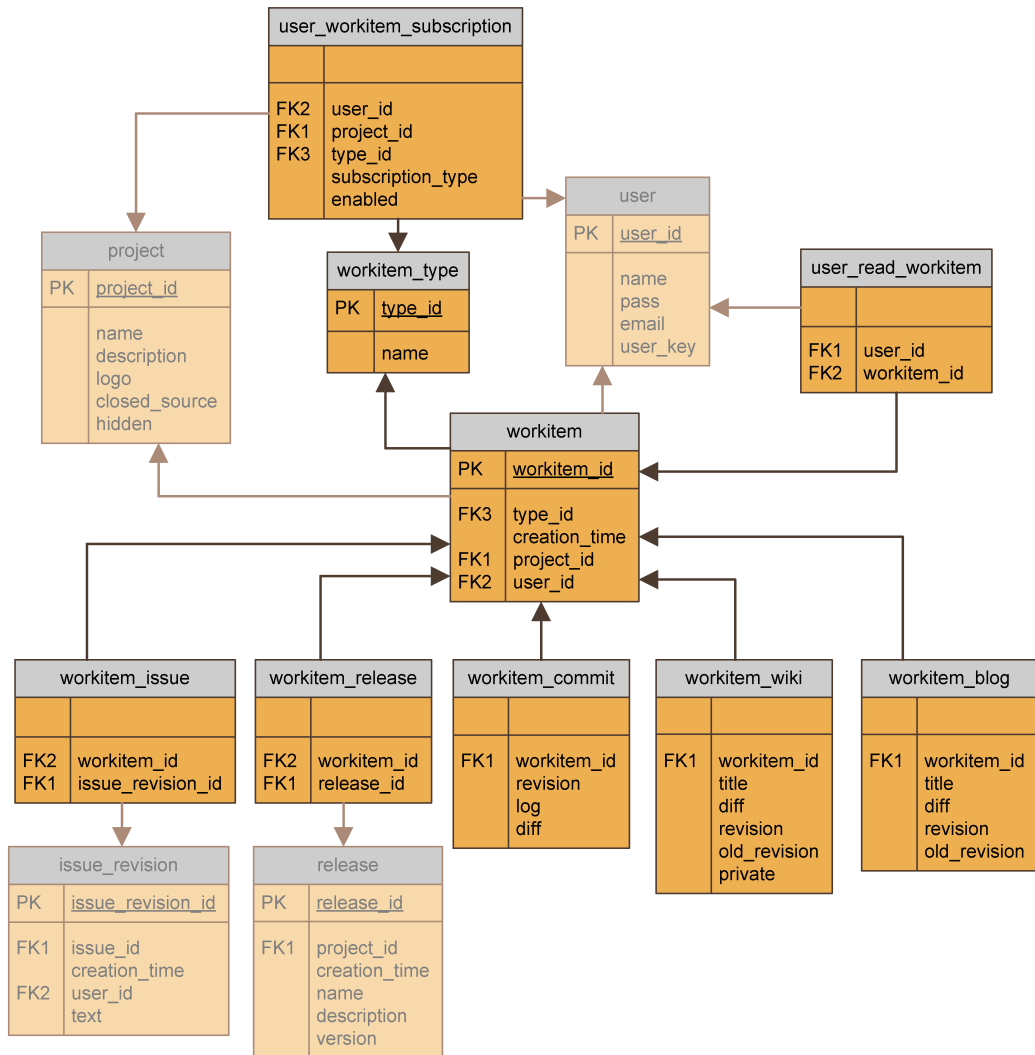 user_workitem_subscription
FK2 user_id
FK1 project_id
FK3 type_id
subscription_type
enabled
project
PK project_id
name
description
logo
closed_source
hidden
workitem_type
PK type_id
name
user
PK user_id
name
pass
email
user_key
user_read_workitem
FK1 user_id
FK2 workitem_id
workitem
PK workitem_id
FK3 type_id
creation_time
FK1 project_id
FK2 user_id
workitem_issue
FK2 workitem_id
FK1 issue_revision_id
workitem_release
FK2 workitem_id
FK1 release_id
workitem_commit
FK1 workitem_id
revision
log
diff
workitem_wiki
FK1 workitem_id
title
diff
revision
old_revision
private
workitem_blog
FK1 workitem_id
title
diff
revision
old_revision
issue_revision
PK issue_revision_id
FK1 issue_id
creation_time
FK2 user_id
text
release
PK release_id
FK1 project_id
creation_time
name
description
version